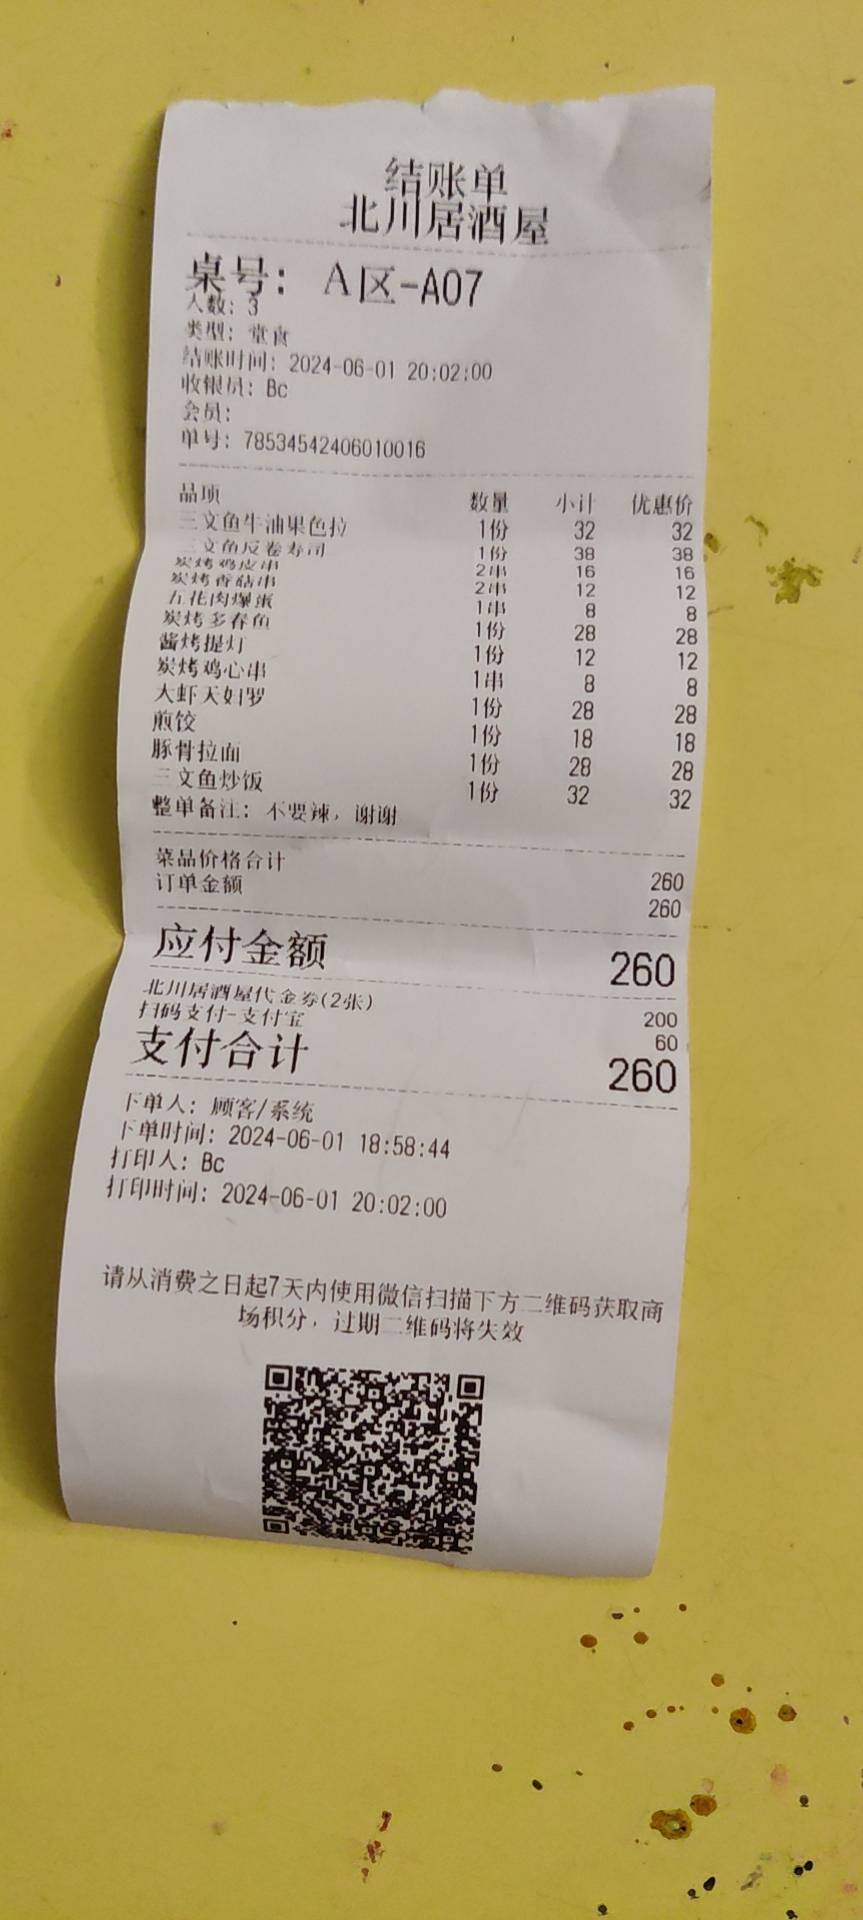 结账单
北川居酒屋
桌号： A区-A07
人数：3
类型：堂食
结账时间：2024-06-01 20:02:00
收银员：Bc
会员：
单号：78534542406010016
品项 数量 小计 优惠价
三文鱼牛油果色拉 1份 32 32
三文鱼反卷寿司 1份 38 38
炭烤鸡皮串 2串 16 16
炭烤香菇串 2串 12 12
五花肉爆蛋 1串 8 8
炭烤多春鱼 1份 28 28
酱烤提灯 1份 12 12
炭烤鸡心串 1串 8 8
大虾天妇罗 1份 28 28
煎饺 1份 18 18
豚骨拉面 1份 28 28
三文鱼炒饭 1份 32 32
整单备注：不要辣，谢谢
菜品价格合计 260
订单金额 260
应付金额 260
北川居酒屋代金券(2张) 200
扫码支付-支付宝 60
支付合计 260
下单人：顾客/系统
下单时间：2024-06-01 18:58:44
打印人：Bc
打印时间：2024-06-01 20:02:00
请从消费之日起7天内使用微信扫描下方二维码获取商
场积分，过期二维码将失效